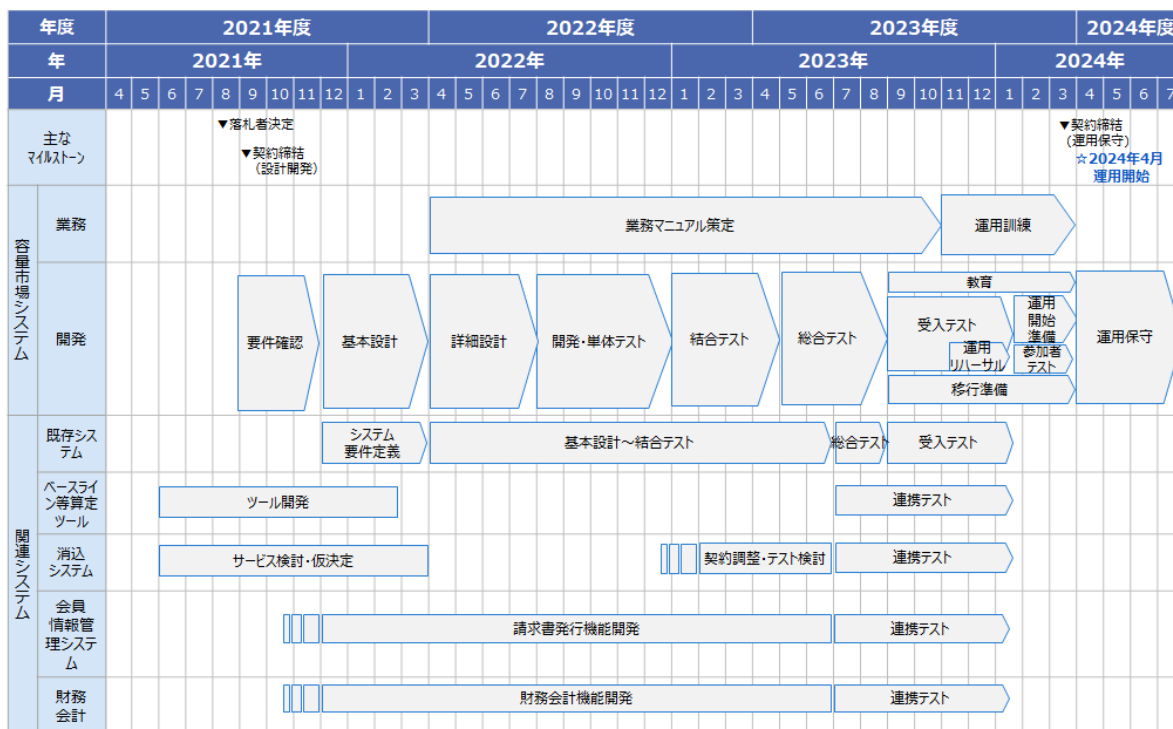 年度 2021年度 2022年度 2023年度 2024年度
年 2021年 2022年 2023年 2024年
月 4 5 6 7 8 9 10 11 12 1 2 3 4 5 6 7 8 9 10 11 12 1 2 3 4 5 6 7 8 9 10 11 12 1 2 3 4 5 6 7
主な
マイルストーン
▼落札者決定
▼契約締結
(設計開発)
▼契約締結
(運用保守)
☆2024年4月
運用開始
容量市場システム
業務
業務マニュアル策定
運用訓練
開発
要件確認
基本設計
詳細設計
開発・単体テスト
結合テスト
総合テスト
教育
受入テスト
運用
リハーサル
運用
開始
準備
参加者
テスト
移行準備
運用保守
関連システム
既存シス
テム
システム
要件定義
基本設計～結合テスト
総合テスト
受入テスト
ベースライ
ン等算定
ツール
ツール開発
連携テスト
消込
システム
サービス検討・仮決定
契約調整・テスト検討
連携テスト
会員
情報管
理システ
ム
請求書発行機能開発
連携テスト
財務
会計
財務会計機能開発
連携テスト